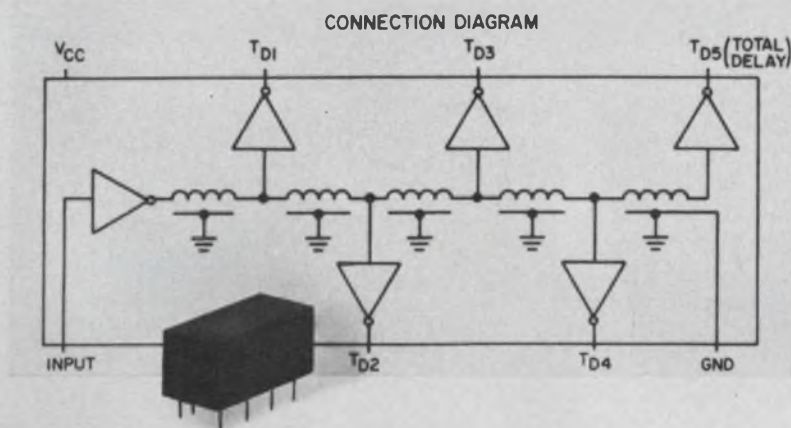 CONNECTION DIAGRAM
VCC TD1 TD3 TD5 (TOTAL DELAY)
INPUT TD2 TD4 GND